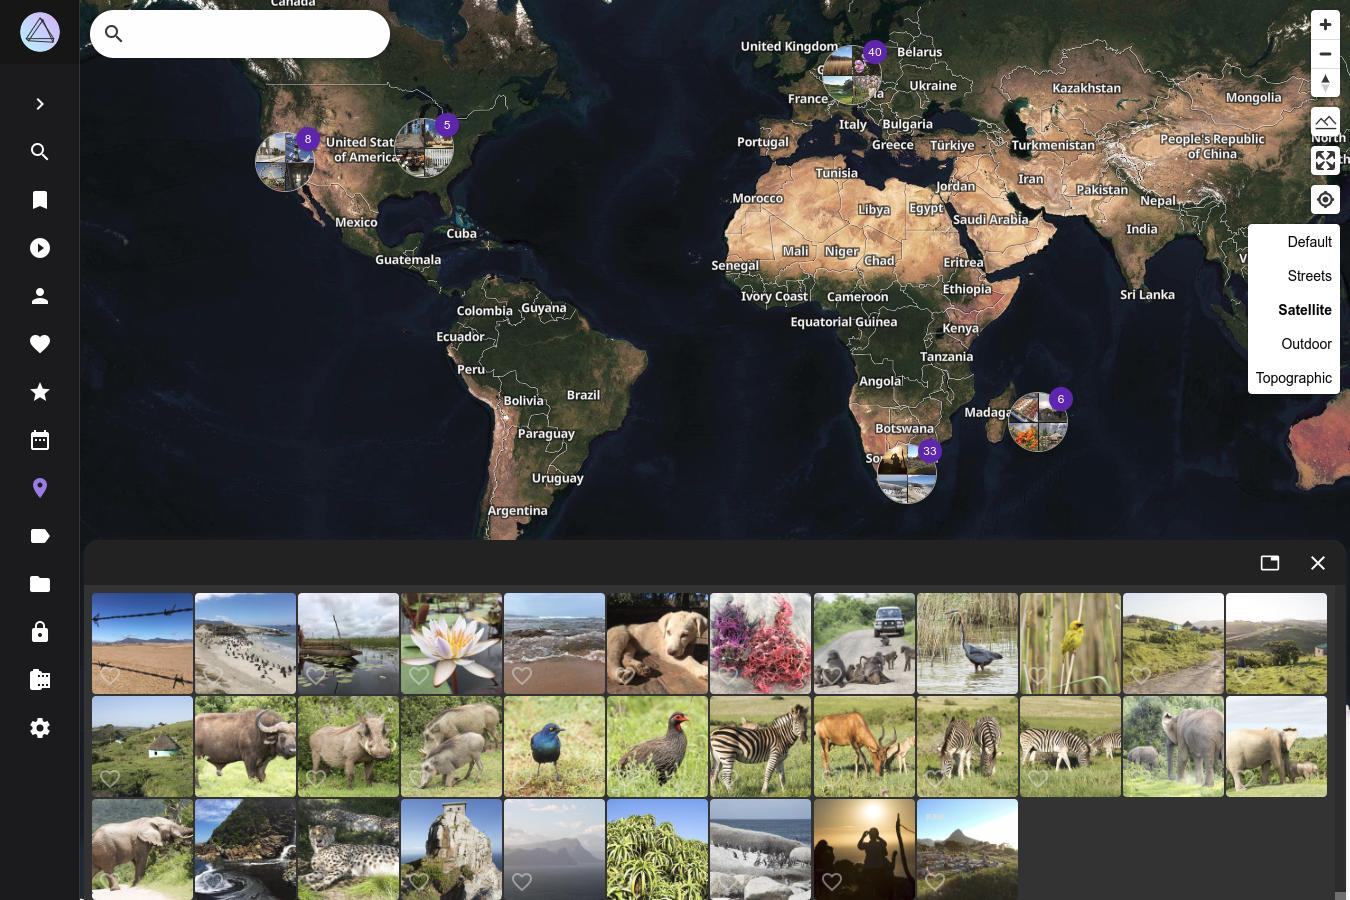 Canada
United Kingdom
40
Belarus
Ukraine
Kazakhstan
Mongolia
France
Italy
Bulgaria
Portugal
Greece
Türkiye
Turkmenistan
People's Republic
of China
North
8
5
United Stat
of America
Tunisia
Iran
Jordan
Pakistan
Nepal
Morocco
Libya
Egypt
Saudi Arabia
India
Mexico
Cuba
Guatemala
Mali
Niger
Chad
Senegal
Eritrea
Ethiopia
Ivory Coast
Cameroon
Sri Lanka
Colombia
Guyana
Equatorial Guinea
Kenya
Ecuador
Peru
Tanzania
Angola
Bolivia
Brazil
Madaga
6
Botswana
Paraguay
So
33
Uruguay
Argentina
Default
Streets
Satellite
Outdoor
Topographic